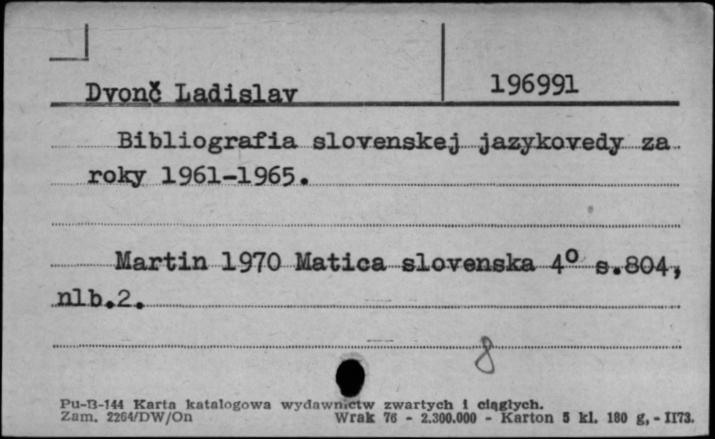 Dvonč Ladislav 196991
Bibliografia slovenskej jazykovedy za
roky 1961-1965.
Martin 1970 Matica slovenska 4° s.804,
nlb.2.
8
Pu-B-144 Karta katalogowa wydawnictw zwartych i ciągłych.
Zam. 2264/DW/On Wrak 76 - 2.300.000 - Karton 5 kl. 180 g, - II73.